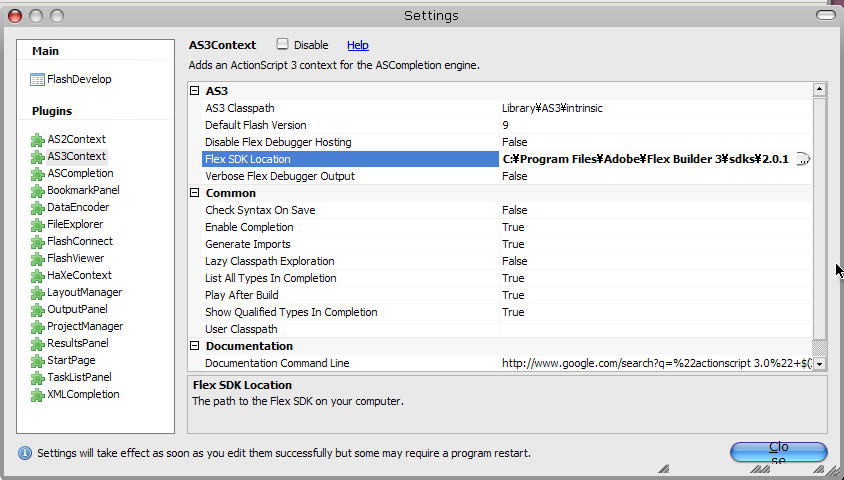 Settings
Main
FlashDevelop
Plugins
AS2Context
AS3Context
ASCompletion
BookmarkPanel
DataEncoder
FileExplorer
FlashConnect
FlashViewer
HaXeContext
LayoutManager
OutputPanel
ProjectManager
ResultsPanel
StartPage
TaskListPanel
XMLCompletion
AS3Context Disable Help
Adds an ActionScript 3 context for the ASCompletion engine.
AS3
AS3 Classpath Library¥AS3¥intrinsic
Default Flash Version 9
Disable Flex Debugger Hosting False
Flex SDK Location C:¥Program Files¥Adobe¥Flex Builder 3¥sdks¥2.0.1 ...
Verbose Flex Debugger Output False
Common
Check Syntax On Save False
Enable Completion True
Generate Imports True
Lazy Classpath Exploration False
List All Types In Completion True
Play After Build True
Show Qualified Types In Completion True
User Classpath
Documentation
Documentation Command Line http://www.google.com/search?q=%22actionscript 3.0%22+$(
Flex SDK Location
The path to the Flex SDK on your computer.
Settings will take effect as soon as you edit them successfully but some may require a program restart.
Clo
se